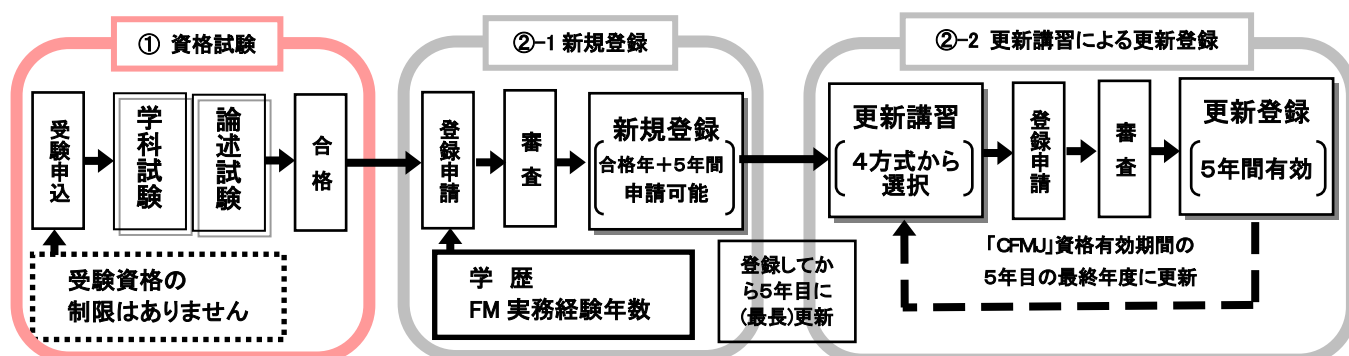 ① 資格試験
受験申込
学科試験
論述試験
合格
受験資格の
制限はありません
②-1 新規登録
登録申請
審査
新規登録
合格年＋5年間
申請可能
学 歴
FM 実務経験年数
登録してか
ら5年目に
(最長)更新
②-2 更新講習による更新登録
更新講習
4方式から
選択
登録申請
審査
更新登録
5年間有効
「CFMJ」資格有効期間の
5年目の最終年度に更新